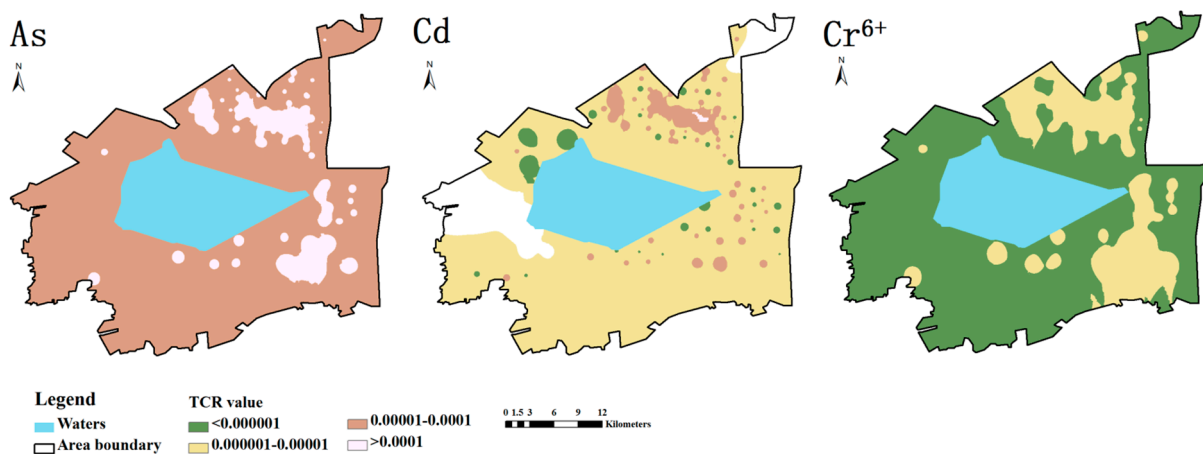 As
Cd
Cr⁶⁺
N
N
N
Legend
Waters
Area boundary
TCR value
<0.000001
0.000001-0.00001
0.00001-0.0001
>0.0001
0 1.5 3 6 9 12
Kilometers